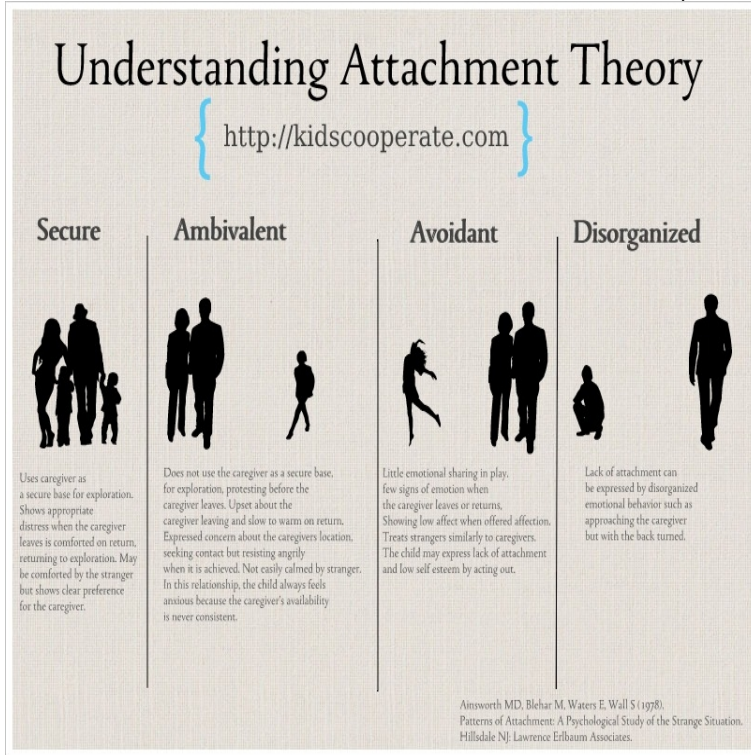 Understanding Attachment Theory
{ http://kidscooperate.com }
Secure
Uses caregiver as
a secure base for exploration.
Shows appropriate
distress when the caregiver
leaves is comforted on return,
returning to exploration. May
be comforted by the stranger
but shows clear preference
for the caregiver.
Ambivalent
Does not use the caregiver as a secure base,
for exploration, protesting before the
caregiver leaves. Upset about the
caregiver leaving and slow to warm on return.
Expressed concern about the caregivers location,
seeking contact but resisting angrily
when it is achieved. Not easily calmed by stranger.
In this relationship, the child always feels
anxious because the caregiver's availability
is never consistent.
Avoidant
Little emotional sharing in play,
few signs of emotion when
the caregiver leaves or returns,
Showing low affect when offered affection.
Treats strangers similarly to caregivers.
The child may express lack of attachment
and low self esteem by acting out.
Disorganized
Lack of attachment can
be expressed by disorganized
emotional behavior such as
approaching the caregiver
but with the back turned.
Ainsworth MD, Blehar M, Waters E, Wall S (1978).
Patterns of Attachment: A Psychological Study of the Strange Situation.
Hillsdale NJ: Lawrence Erlbaum Associates.